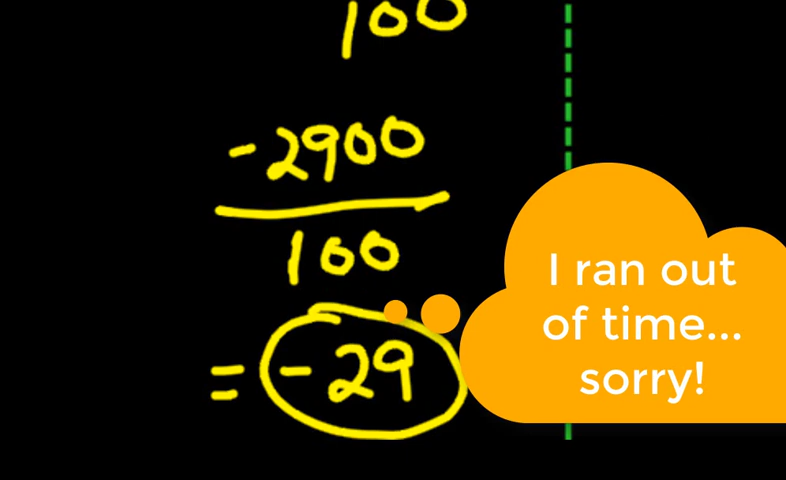 100
-2900
100
= -29
I ran out
of time...
sorry!